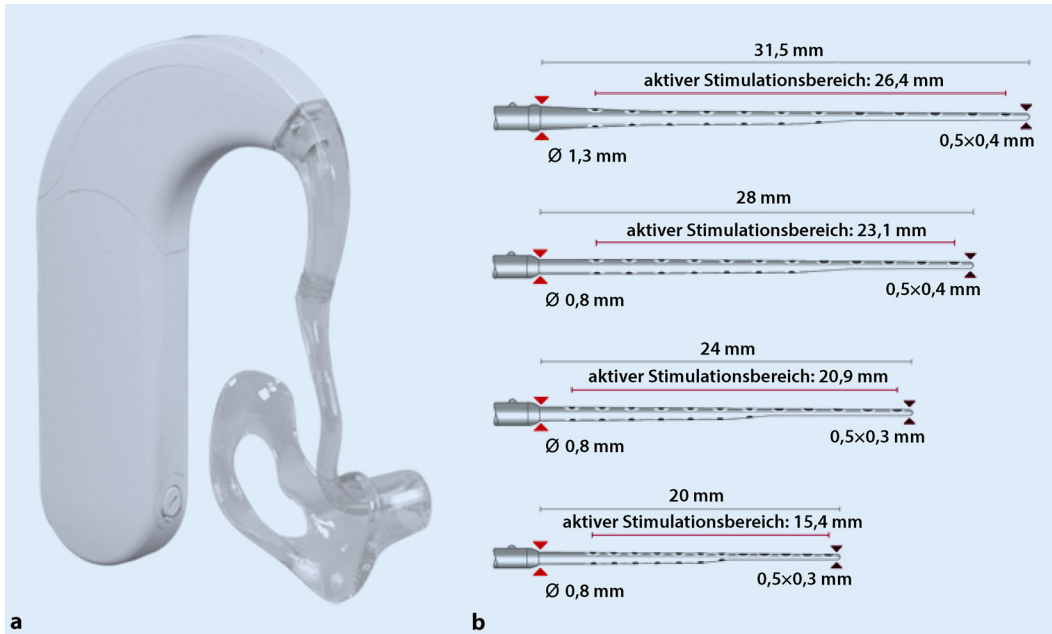 31,5 mm
aktiver Stimulationsbereich: 26,4 mm
Ø 1,3 mm
0,5×0,4 mm
28 mm
aktiver Stimulationsbereich: 23,1 mm
Ø 0,8 mm
0,5×0,4 mm
24 mm
aktiver Stimulationsbereich: 20,9 mm
Ø 0,8 mm
0,5×0,3 mm
20 mm
aktiver Stimulationsbereich: 15,4 mm
Ø 0,8 mm
0,5×0,3 mm
a
b